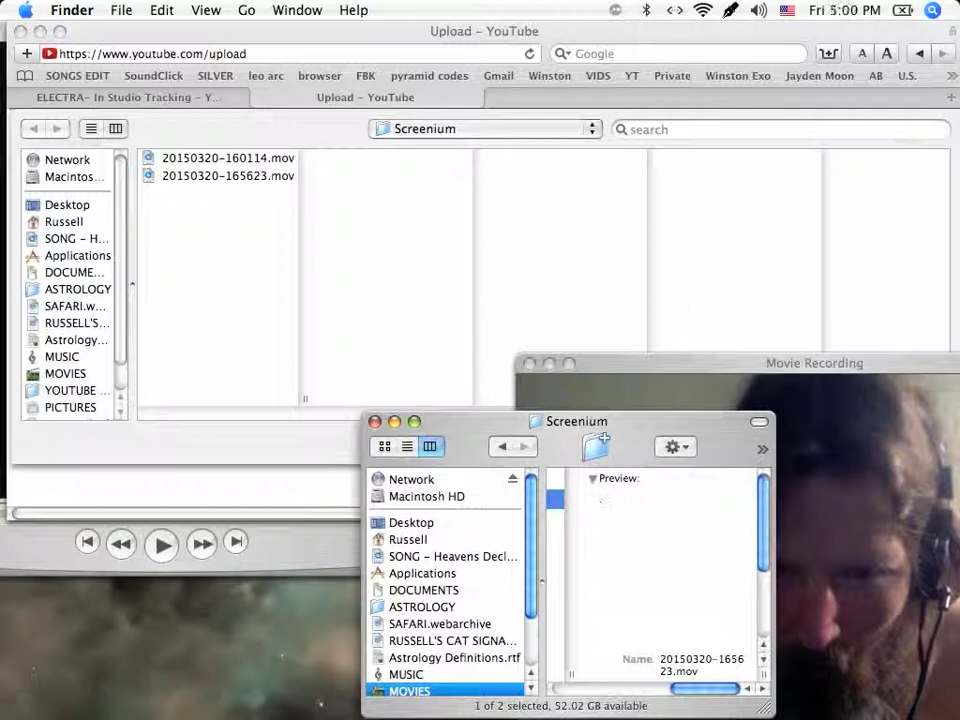 Finder File Edit View Go Window Help Fri 5:00 PM
Upload – YouTube
https://www.youtube.com/upload
Google
A A
SONGS EDIT SoundClick SILVER leo arc browser FBK pyramid codes Gmail Winston VIDS YT Private Winston Exo Jayden Moon AB U.S.
ELECTRA- In Studio Tracking – Y...
Upload – YouTube
Screenium
search
Network
Macintos...
Desktop
Russell
SONG – H...
Applications
DOCUME...
ASTROLOGY
SAFARI.w...
RUSSELL'S...
Astrology...
MUSIC
MOVIES
YOUTUBE ...
PICTURES
20150320-160114.mov
20150320-165623.mov
Movie Recording
Screenium
Network
Macintosh HD
Desktop
Russell
SONG – Heavens Decl...
Applications
DOCUMENTS
ASTROLOGY
SAFARI.webarchive
RUSSELL'S CAT SIGNA...
Astrology Definitions.rtf
MUSIC
MOVIES
Preview:
Name 20150320-1656
23.mov
1 of 2 selected, 52.02 GB available